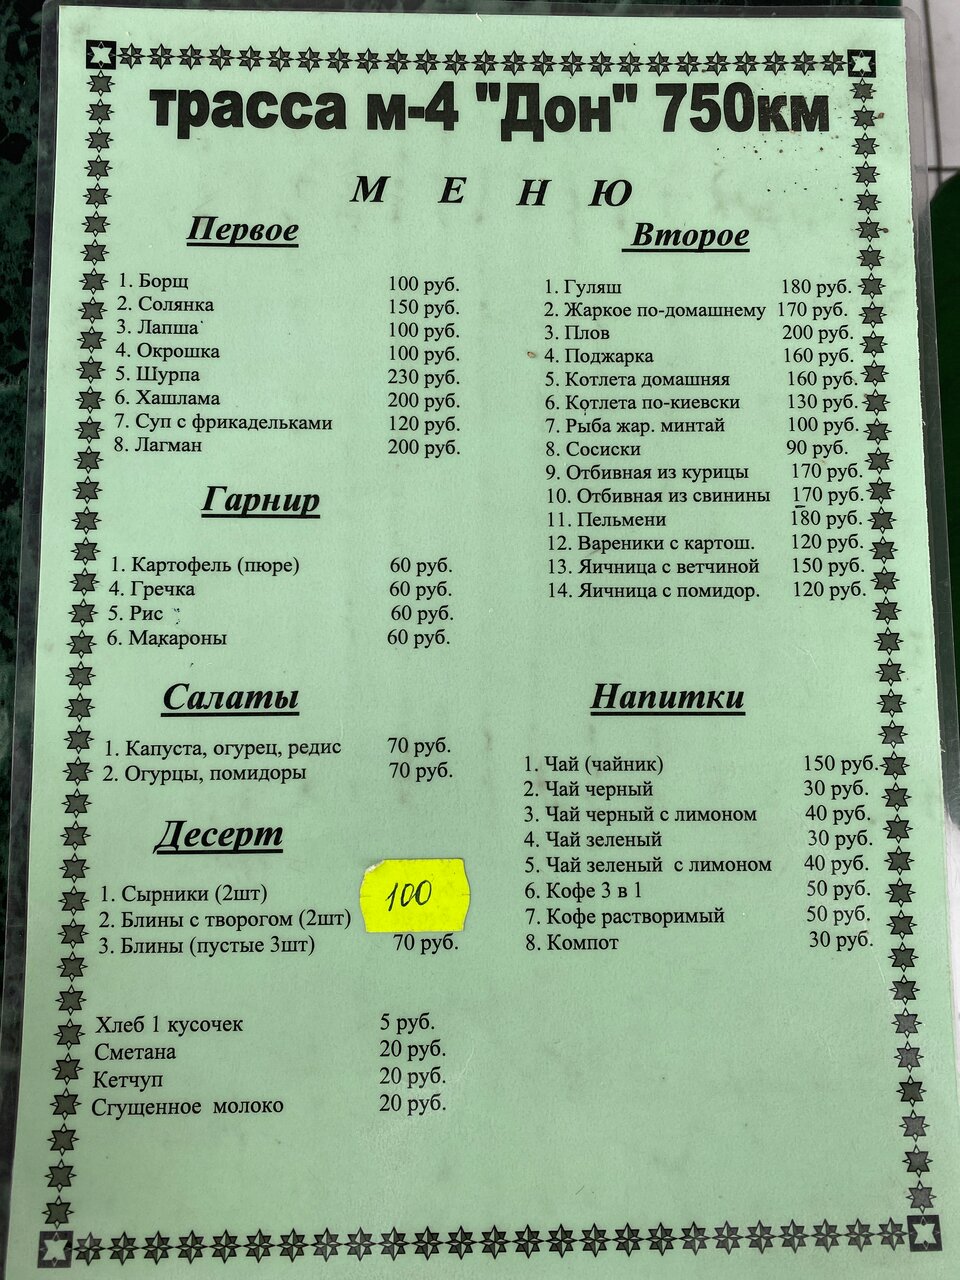 трасса м-4 "Дон" 750км
М Е Н Ю
Первое
1. Борщ 100 руб.
2. Солянка 150 руб.
3. Лапша 100 руб.
4. Окрошка 100 руб.
5. Шурпа 230 руб.
6. Хашлама 200 руб.
7. Суп с фрикадельками 120 руб.
8. Лагман 200 руб.
Гарнир
1. Картофель (пюре) 60 руб.
4. Гречка 60 руб.
5. Рис 60 руб.
6. Макароны 60 руб.
Салаты
1. Капуста, огурец, редис 70 руб.
2. Огурцы, помидоры 70 руб.
Десерт
1. Сырники (2шт)
100
2. Блины с творогом (2шт)
3. Блины (пустые 3шт) 70 руб.
Хлеб 1 кусочек 5 руб.
Сметана 20 руб.
Кетчуп 20 руб.
Сгущенное молоко 20 руб.
Второе
1. Гуляш 180 руб.
2. Жаркое по-домашнему 170 руб.
3. Плов 200 руб.
4. Поджарка 160 руб.
5. Котлета домашняя 160 руб.
6. Котлета по-киевски 130 руб.
7. Рыба жар. минтай 100 руб.
8. Сосиски 90 руб.
9. Отбивная из курицы 170 руб.
10. Отбивная из свинины 170 руб.
11. Пельмени 180 руб.
12. Вареники с картош. 120 руб.
13. Яичница с ветчиной 150 руб.
14. Яичница с помидор. 120 руб.
Напитки
1. Чай (чайник) 150 руб.
2. Чай черный 30 руб.
3. Чай черный с лимоном 40 руб.
4. Чай зеленый 30 руб.
5. Чай зеленый с лимоном 40 руб.
6. Кофе 3 в 1 50 руб.
7. Кофе растворимый 50 руб.
8. Компот 30 руб.